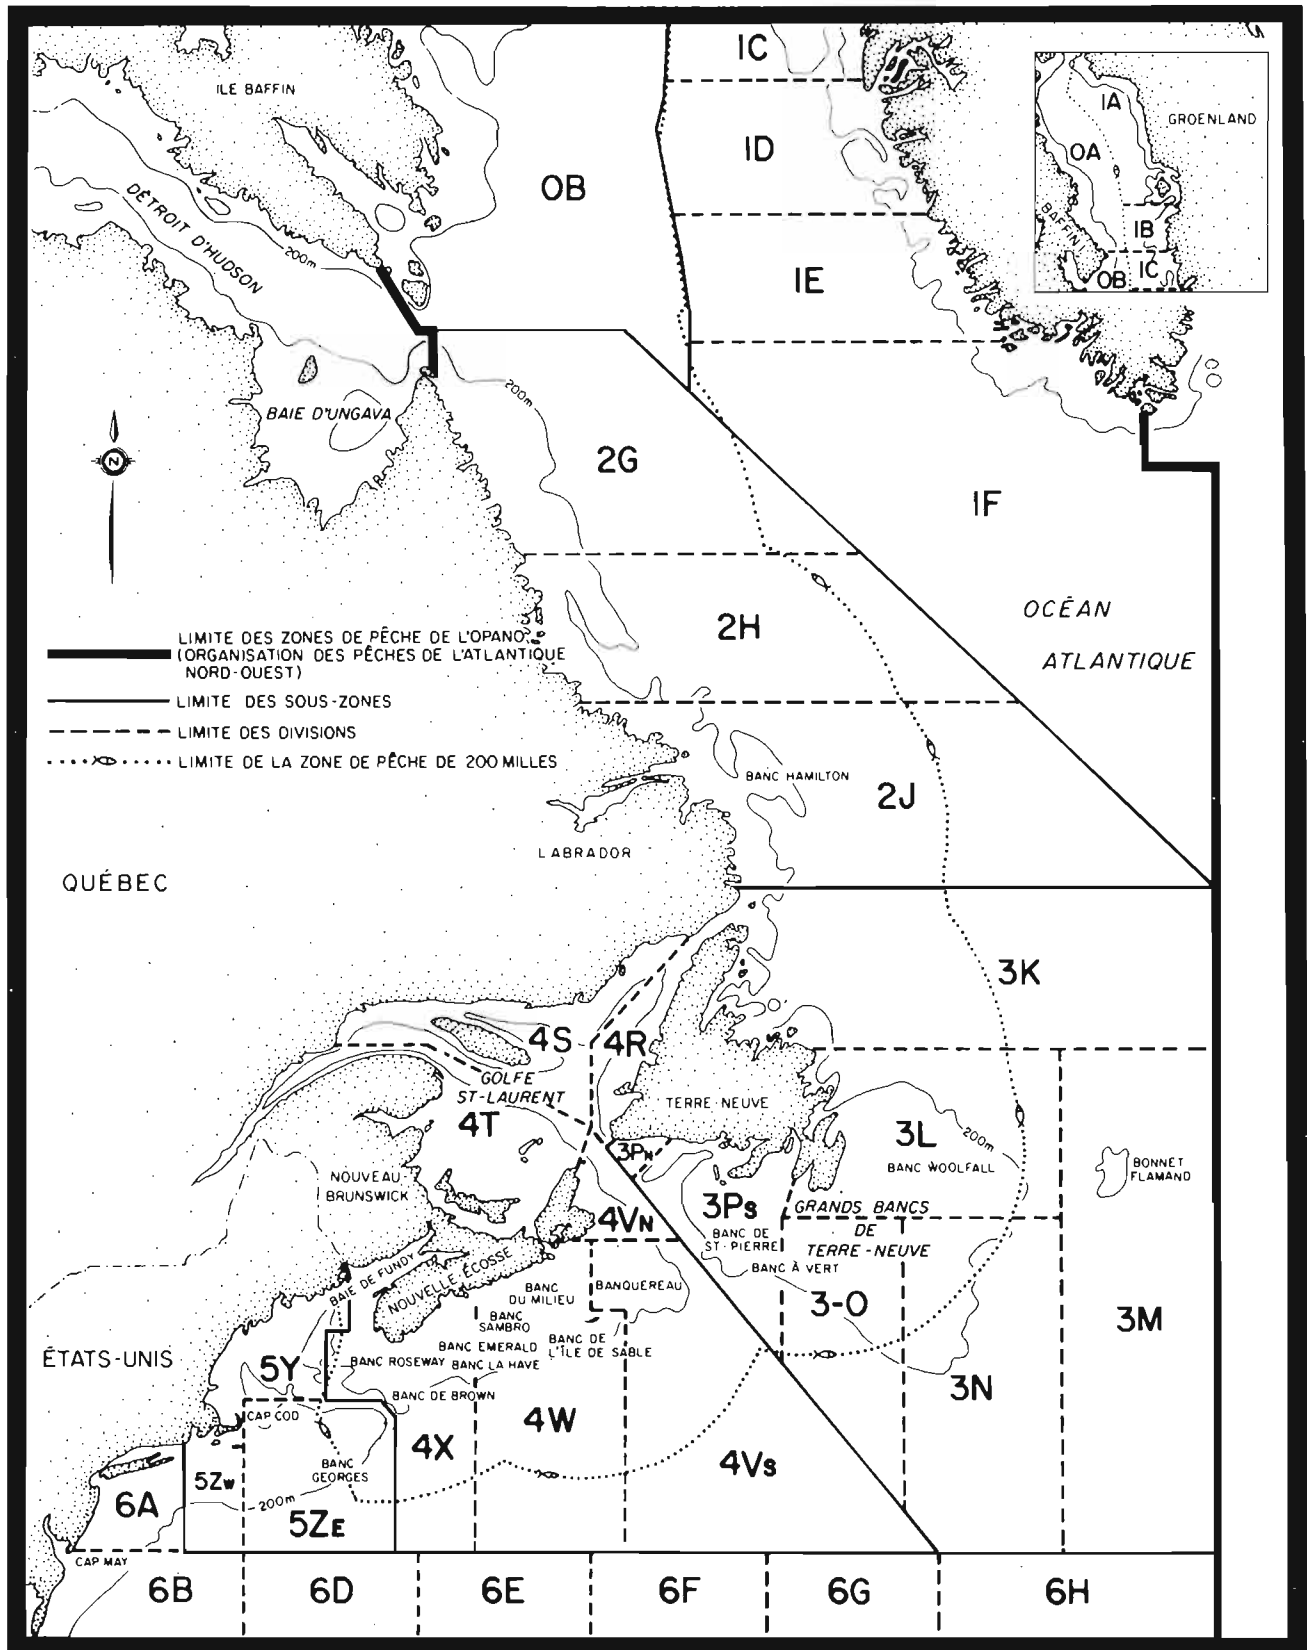 1C
ILE BAFFIN
1A
GROENLAND
1D
OA
OB
DÉTROIT D'HUDSON
BAFFIN
1B
200m
1E
OB
1C
200m
BAIE D'UNGAVA
N
2G
1F
OCÉAN
ATLANTIQUE
2H
LIMITE DES ZONES DE PÊCHE DE L'OPANO
(ORGANISATION DES PÊCHES DE L'ATLANTIQUE
NORD-OUEST)
LIMITE DES SOUS-ZONES
LIMITE DES DIVISIONS
LIMITE DE LA ZONE DE PÊCHE DE 200 MILLES
BANC HAMILTON
2J
LABRADOR
QUÉBEC
3K
4S
4R
GOLFE
ST-LAURENT
4T
TERRE-NEUVE
3L
200m
BANC WOOLFALL
3PN
BONNET
FLAMAND
NOUVEAU-
BRUNSWICK
3PS
4VN
GRANDS BANCS
DE
TERRE-NEUVE
BANC DE
ST-PIERRE
BANC À VERT
BAIE DE FUNDY
NOUVELLE ÉCOSSE
BANC
DU MILIEU
BANQUEREAU
3-O
3M
BANC
SAMBRO
BANC EMERALD
BANC DE
L'ÎLE DE SABLE
ÉTATS-UNIS
5Y
BANC ROSEWAY
BANC LA HAVE
3N
BANC DE BROWN
CAP COD
4W
4X
BANC
GEORGES
4VS
5ZW
200m
6A
5ZE
CAP MAY
6B
6D
6E
6F
6G
6H